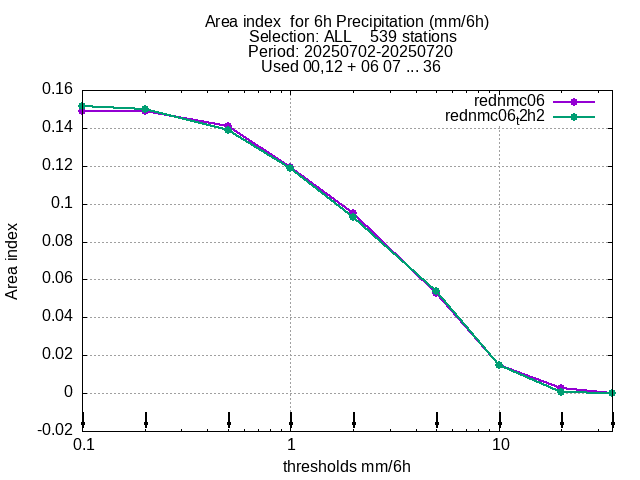 Area index  for 6h Precipitation (mm/6h)
Selection: ALL    539 stations
Period: 20250702-20250720
Used 00,12 + 06 07 ... 36
rednmc06
rednmc06t2h2
0.16
0.14
0.12
0.1
0.08
0.06
0.04
0.02
0
-0.02
Area index
0.1
1
10
thresholds mm/6h